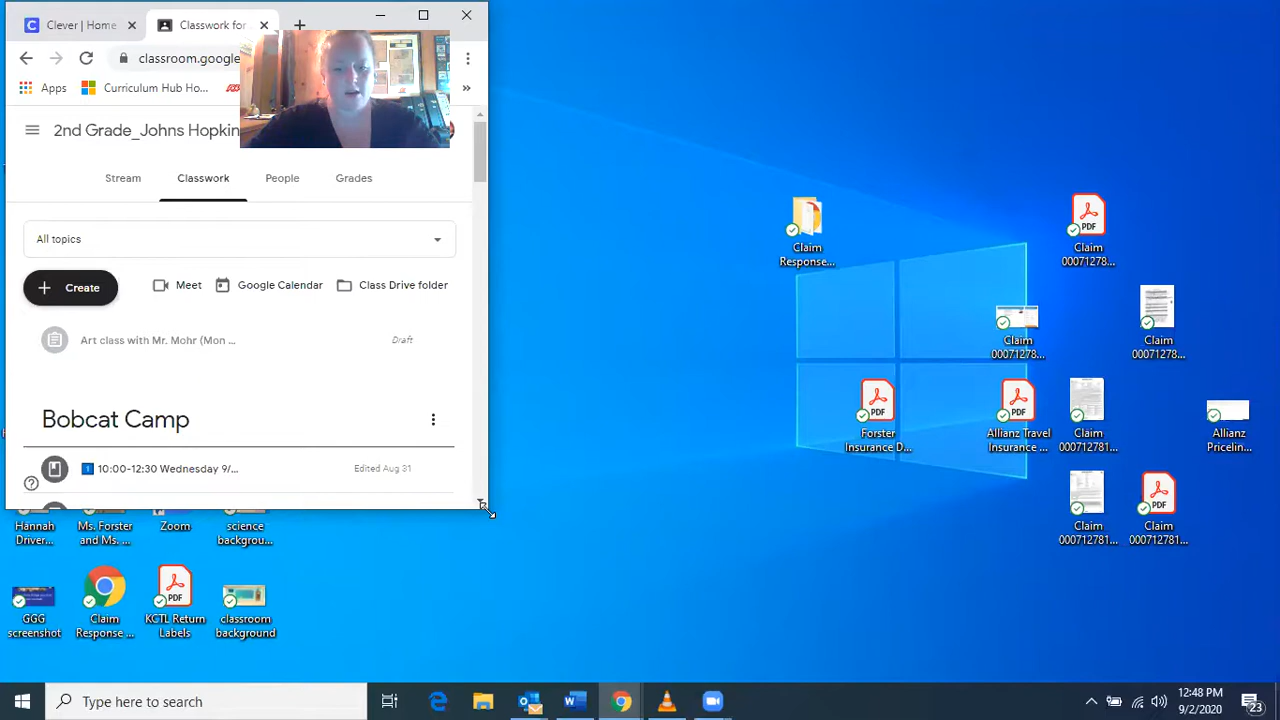 Clever | Home
Classwork for
classroom.google
Apps
Curriculum Hub Ho...
2nd Grade_Johns Hopkin
Stream
Classwork
People
Grades
All topics
Create
Meet
Google Calendar
Class Drive folder
Art class with Mr. Mohr (Mon ...
Draft
Bobcat Camp
10:00-12:30 Wednesday 9/...
Edited Aug 31
Hannah
Driver...
Ms. Forster
and Ms. ...
Zoom
science
backgrou...
GGG
screenshot
Claim
Response ...
KCTL Return
Labels
classroom
background
Claim
Response...
PDF
Claim
00071278...
Claim
00071278...
Claim
00071278...
PDF
Forster
Insurance D...
PDF
Allianz Travel
Insurance ...
Claim
000712781...
Allianz
Pricelin...
Claim
000712781...
PDF
Claim
000712781...
PDF
Type here to search
12:48 PM
9/2/2020
23